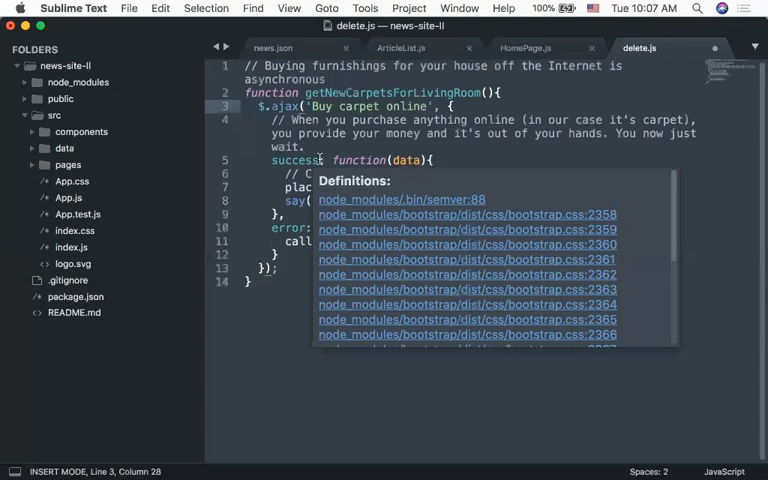 Sublime Text File Edit Selection Find View Goto Tools Project Window Help 100% Tue 10:07 AM
delete.js — news-site-II
FOLDERS
news-site-II
node_modules
public
src
components
data
pages
App.css
App.js
App.test.js
index.css
index.js
logo.svg
.gitignore
package.json
README.md
news.json ArticleList.js HomePage.js delete.js
1 // Buying furnishings for your house off the Internet is
asynchronous
2 function getNewCarpetsForLivingRoom(){
3 $.ajax('Buy carpet online', {
4 // When you purchase anything online (in our case it's carpet),
you provide your money and it's out of your hands. You now just
wait.
5 success: function(data){
6 // C
7 plac
8 say(
9 },
10 error:
11 call
12 }
13 });
14 }
Definitions:
node_modules/.bin/semver:88
node_modules/bootstrap/dist/css/bootstrap.css:2358
node_modules/bootstrap/dist/css/bootstrap.css:2359
node_modules/bootstrap/dist/css/bootstrap.css:2360
node_modules/bootstrap/dist/css/bootstrap.css:2361
node_modules/bootstrap/dist/css/bootstrap.css:2362
node_modules/bootstrap/dist/css/bootstrap.css:2363
node_modules/bootstrap/dist/css/bootstrap.css:2364
node_modules/bootstrap/dist/css/bootstrap.css:2365
node_modules/bootstrap/dist/css/bootstrap.css:2366
INSERT MODE, Line 3, Column 28 Spaces: 2 JavaScript